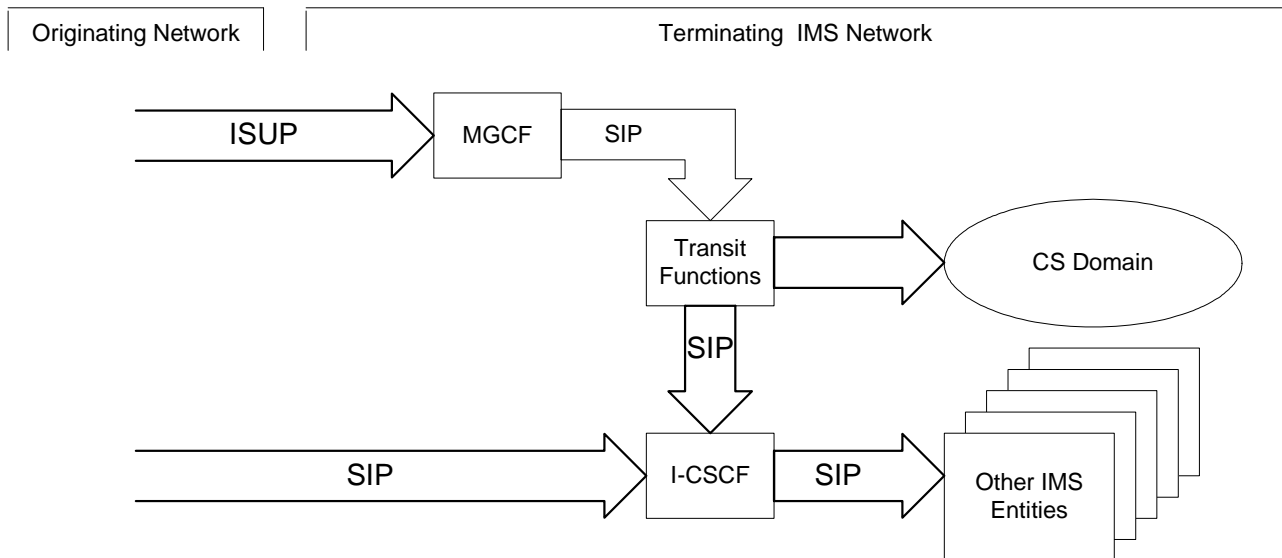 Originating Network
Terminating IMS Network
ISUP
MGCF
SIP
Transit
Functions
CS Domain
SIP
SIP
I-CSCF
SIP
Other IMS
Entities